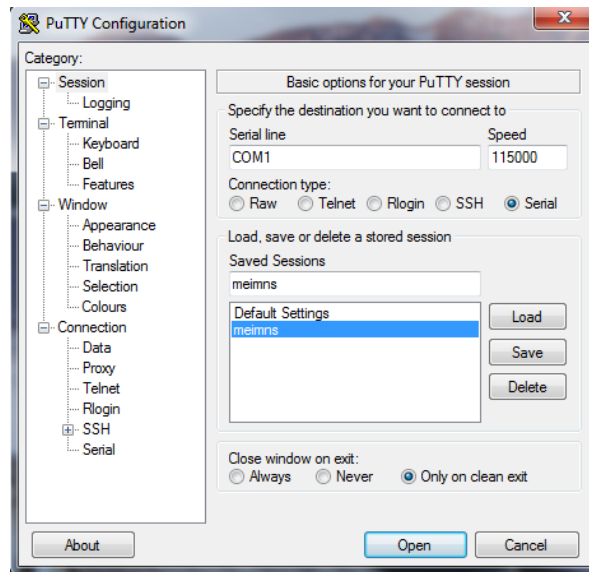 PuTTY Configuration
Category:
Session
Logging
Terminal
Keyboard
Bell
Features
Window
Appearance
Behaviour
Translation
Selection
Colours
Connection
Data
Proxy
Telnet
Rlogin
SSH
Serial
Basic options for your PuTTY session
Specify the destination you want to connect to
Serial line Speed
COM1 115000
Connection type:
Raw Telnet Rlogin SSH Serial
Load, save or delete a stored session
Saved Sessions
meimns
Default Settings
meimns
Load
Save
Delete
Close window on exit:
Always Never Only on clean exit
About Open Cancel